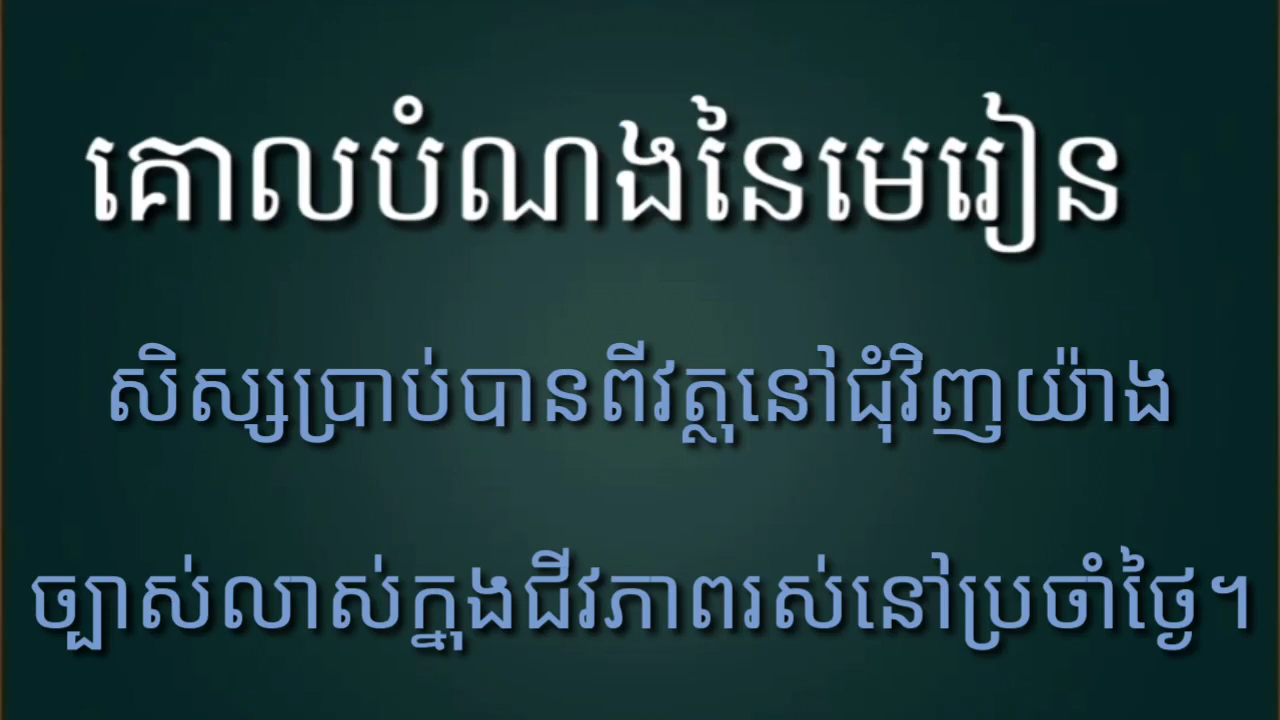 គោលបំណងនៃមេរៀន
សិស្សប្រាប់បានពីវត្ថុនៅជុំវិញយ៉ាង
ច្បាស់លាស់ក្នុងជីវភាពរស់នៅប្រចាំថ្ងៃ។